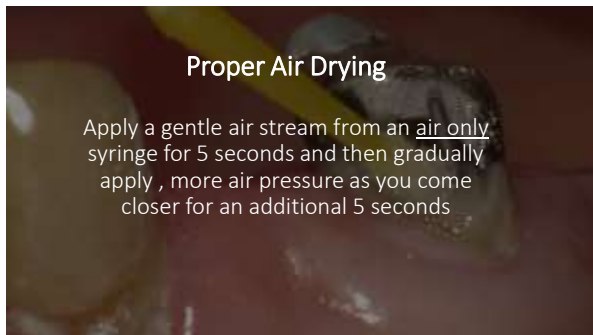 Proper Air Drying
Apply a gentle air stream from an air only
syringe for 5 seconds and then gradually
apply , more air pressure as you come
closer for an additional 5 seconds